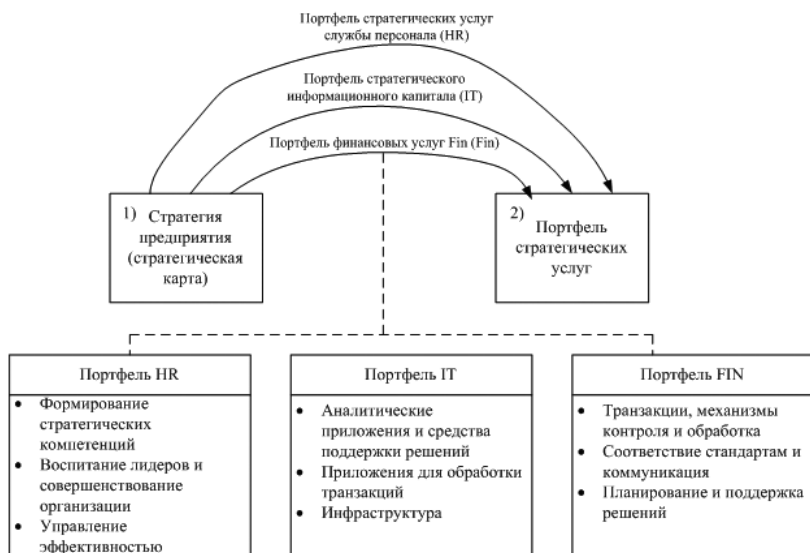 Портфель стратегических услуг
службы персонала (HR)
Портфель стратегического
информационного капитала (IT)
Портфель финансовых услуг Fin (Fin)
1) Стратегия
предприятия
(стратегическая
карта)
2) Портфель
стратегических
услуг
Портфель HR
• Формирование
стратегических
компетенций
• Воспитание лидеров и
совершенствование
организации
• Управление
эффективностью
Портфель IT
• Аналитические
приложения и средства
поддержки решений
• Приложения для обработки
транзакций
• Инфраструктура
Портфель FIN
• Транзакции, механизмы
контроля и обработка
• Соответствие стандартам и
коммуникация
• Планирование и поддержка
решений